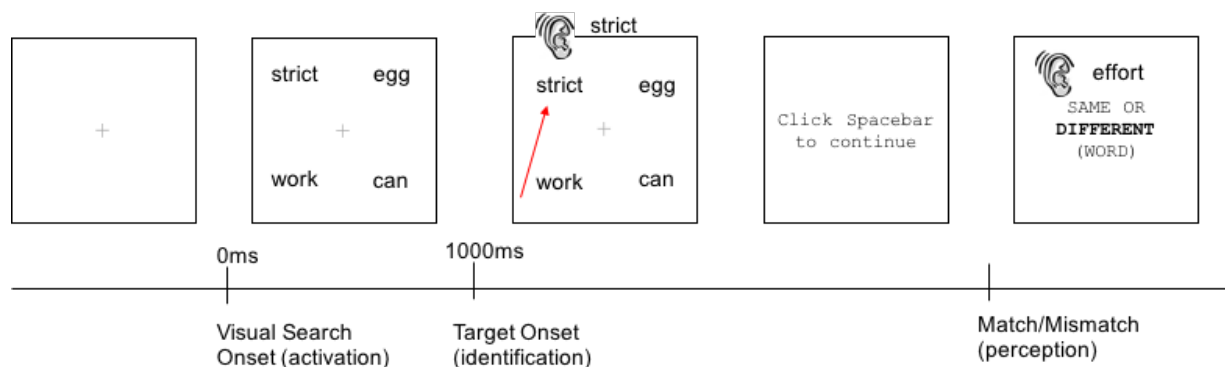 strict
strict egg
work can
strict egg
work can
Click Spacebar
to continue
effort
SAME OR
DIFFERENT
(WORD)
0ms
1000ms
Visual Search
Onset (activation)
Target Onset
(identification)
Match/Mismatch
(perception)